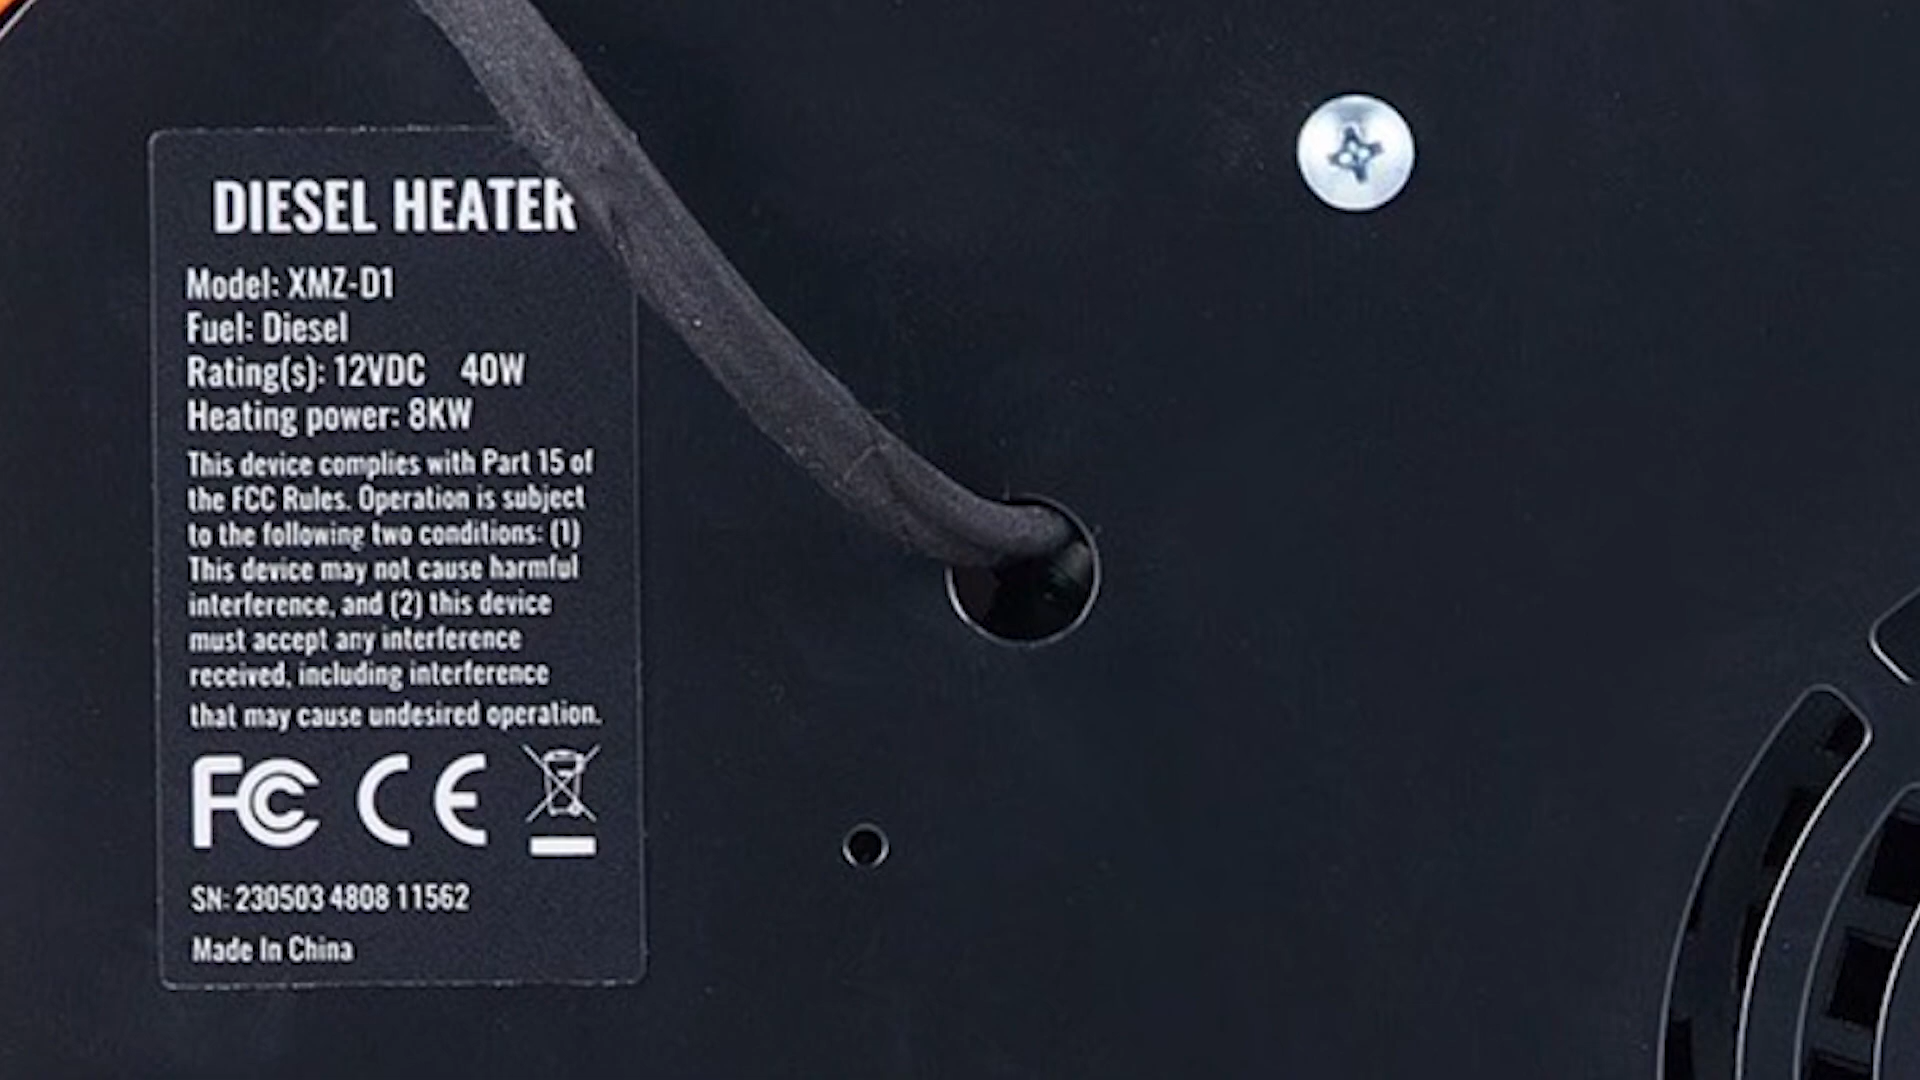 DIESEL HEATER
Model: XMZ-D1
Fuel: Diesel
Rating(s): 12VDC 40W
Heating power: 8KW
This device complies with Part 15 of
the FCC Rules. Operation is subject
to the following two conditions: (1)
This device may not cause harmful
interference, and (2) this device
must accept any interference
received, including interference
that may cause undesired operation.
FC CE
SN: 230503 4808 11562
Made In China